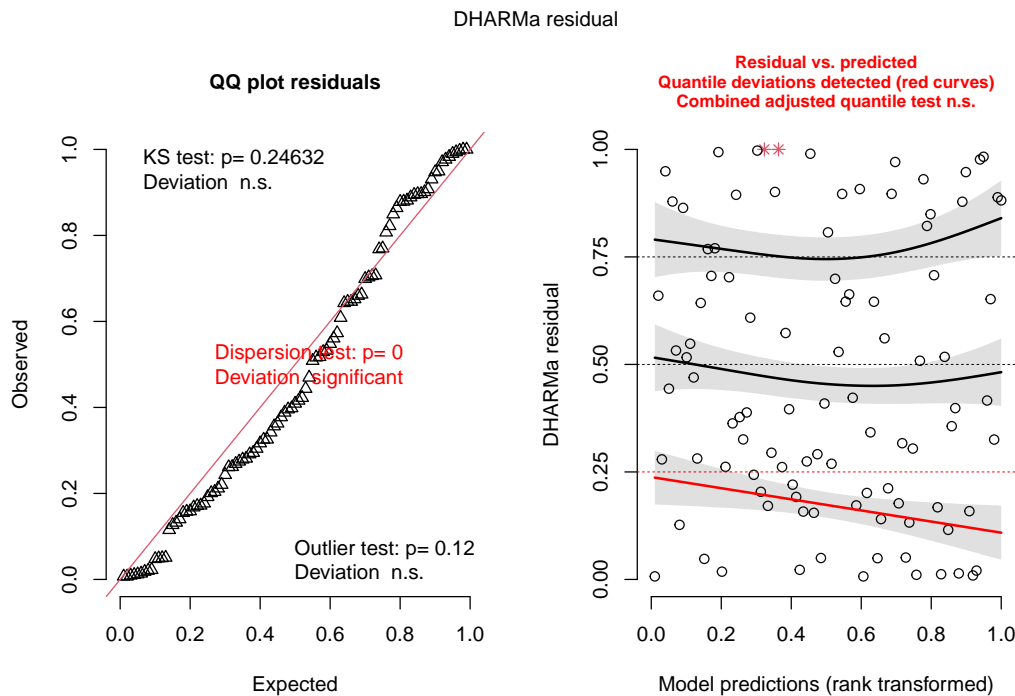 DHARMa residual
QQ plot residuals
KS test: p= 0.24632
Deviation  n.s.
Dispersion test: p= 0
Deviation  significant
Outlier test: p= 0.12
Deviation  n.s.
Observed
0.0 0.2 0.4 0.6 0.8 1.0
0.0 0.2 0.4 0.6 0.8 1.0
Expected
Residual vs. predicted
Quantile deviations detected (red curves)
Combined adjusted quantile test n.s.
DHARMa residual
0.00 0.25 0.50 0.75 1.00
0.0 0.2 0.4 0.6 0.8 1.0
Model predictions (rank transformed)